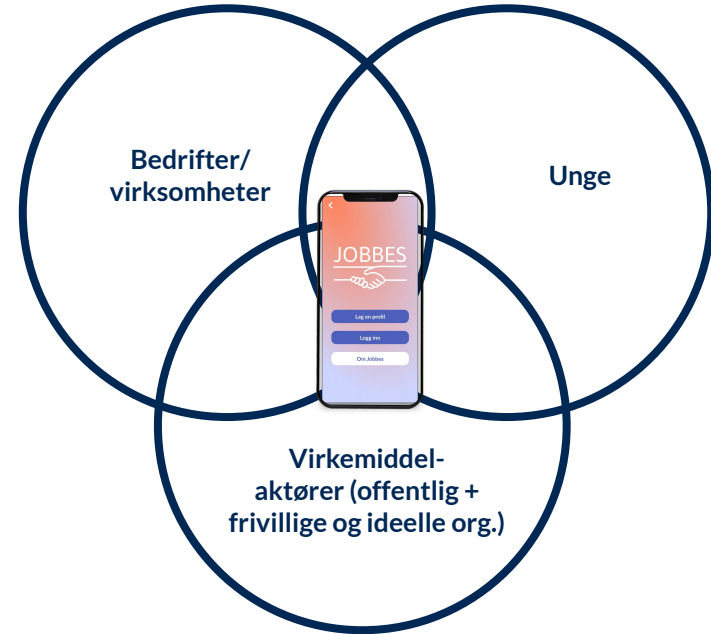 Bedrifter/
virksomheter
Unge
JOBBES
Lag en profil
Logg inn
Om Jobbes
Virkemiddel-
aktører (offentlig +
frivillige og ideelle org.)